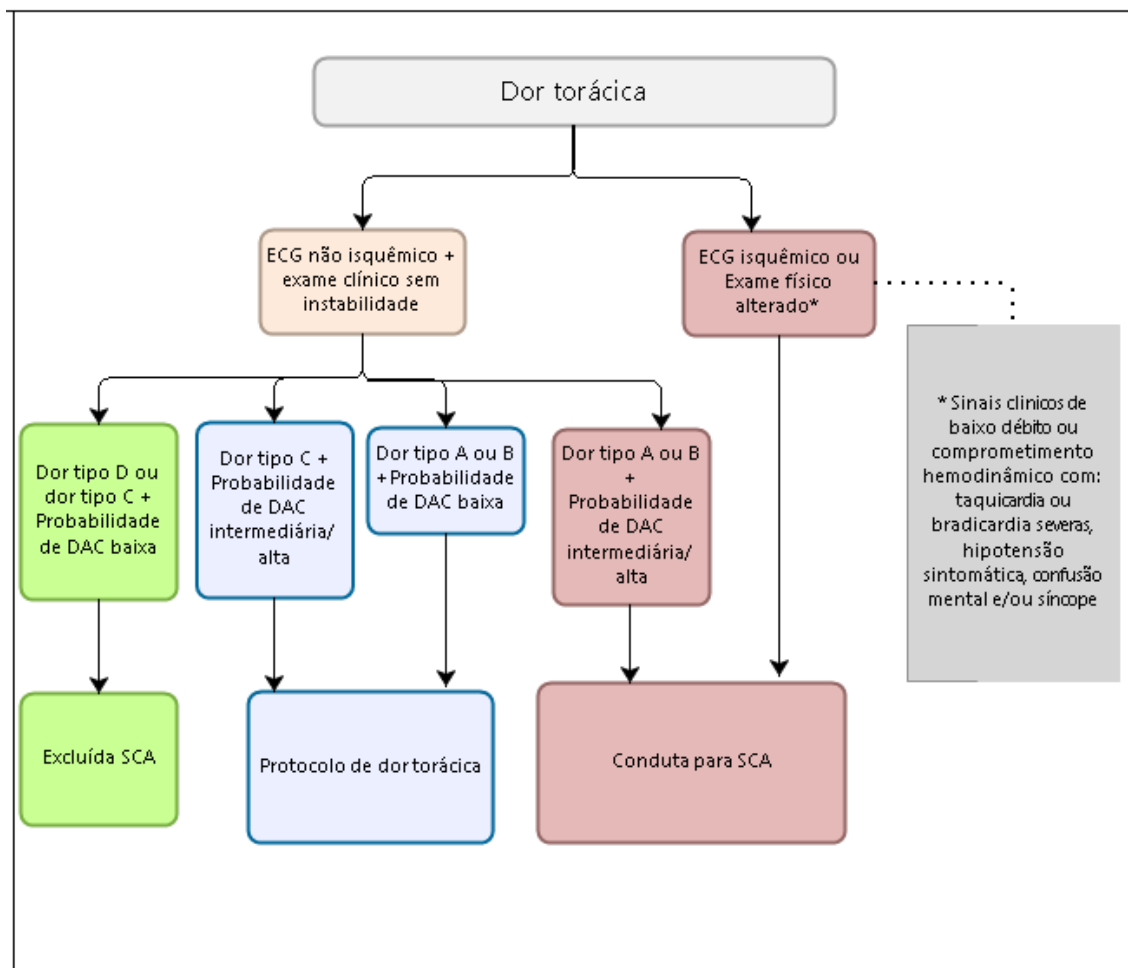 Dor torácica
ECG não isquêmico +
exame clínico sem
instabilidade
ECG isquêmico ou
Exame físico
alterado*
* Sinais clinicos de
baixo débito ou
comprometimento
hemodinâmico com:
taquicardia ou
bradicardia severas,
hipotensão
sintomática, confusão
mental e/ou síncope
Dor tipo D ou
dor tipo C +
Probabilidade
de DAC baixa
Dor tipo C +
Probabilidade
de DAC
intermediária/
alta
Dor tipo A ou B
+Probabilidade
de DAC baixa
Dor tipo A ou B
+
Probabilidade
de DAC
intermediária/
alta
Excluída SCA
Protocolo de dor torácica
Conduta para SCA